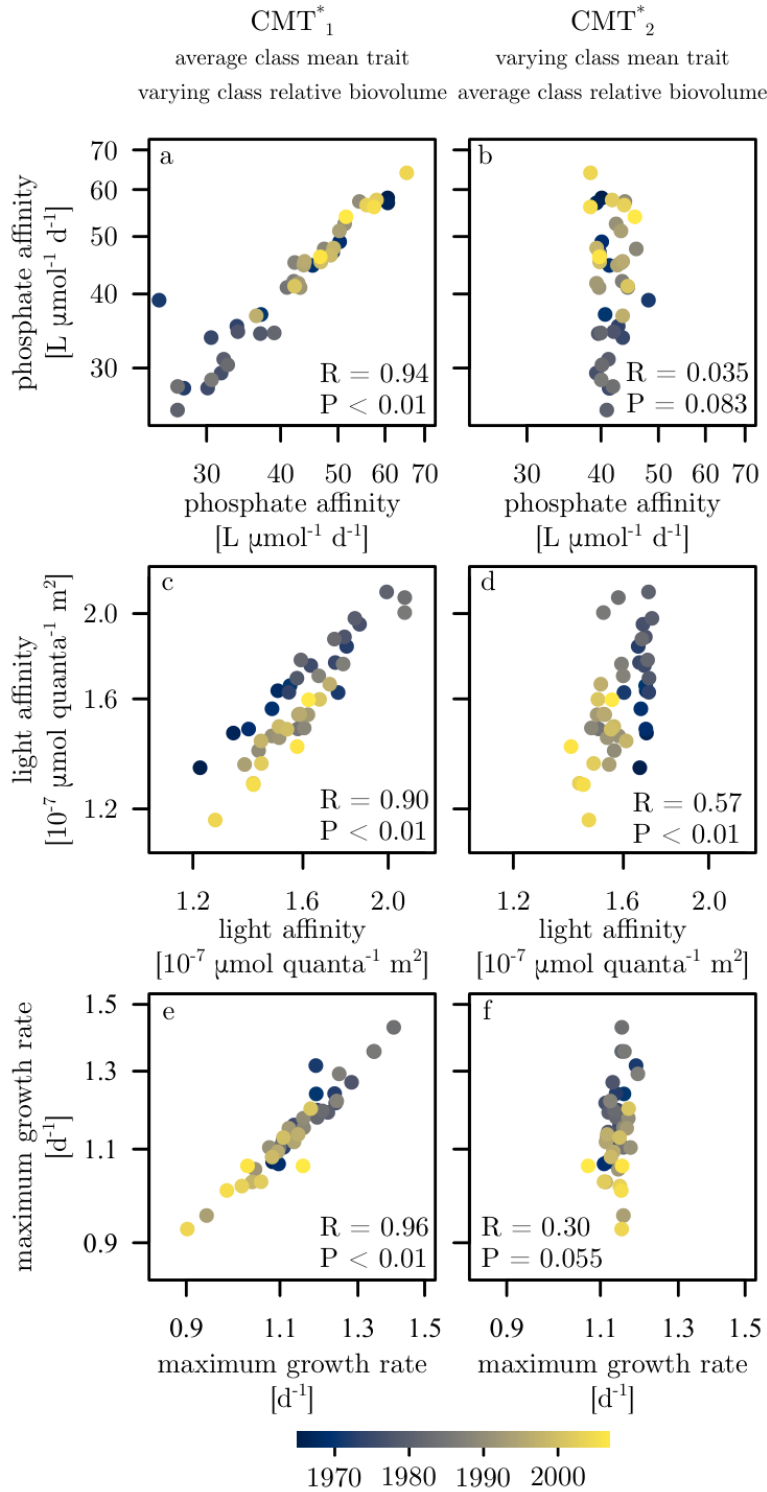 CMT*1 CMT*2
average class mean trait varying class mean trait
varying class relative biovolume average class relative biovolume
a b
phosphate affinity
[L μmol-1 d-1]
70
60
50
40
30
R = 0.94
P < 0.01
R = 0.035
P = 0.083
30 40 50 60 70 30 40 50 60 70
phosphate affinity phosphate affinity
[L μmol-1 d-1] [L μmol-1 d-1]
c d
light affinity
[10-7 μmol quanta-1 m2]
2.0
1.6
1.2
R = 0.90
P < 0.01
R = 0.57
P < 0.01
1.2 1.6 2.0 1.2 1.6 2.0
light affinity light affinity
[10-7 μmol quanta-1 m2] [10-7 μmol quanta-1 m2]
e f
maximum growth rate
[d-1]
1.5
1.3
1.1
0.9
R = 0.96
P < 0.01
R = 0.30
P = 0.055
0.9 1.1 1.3 1.5 0.9 1.1 1.3 1.5
maximum growth rate maximum growth rate
[d-1] [d-1]
1970 1980 1990 2000